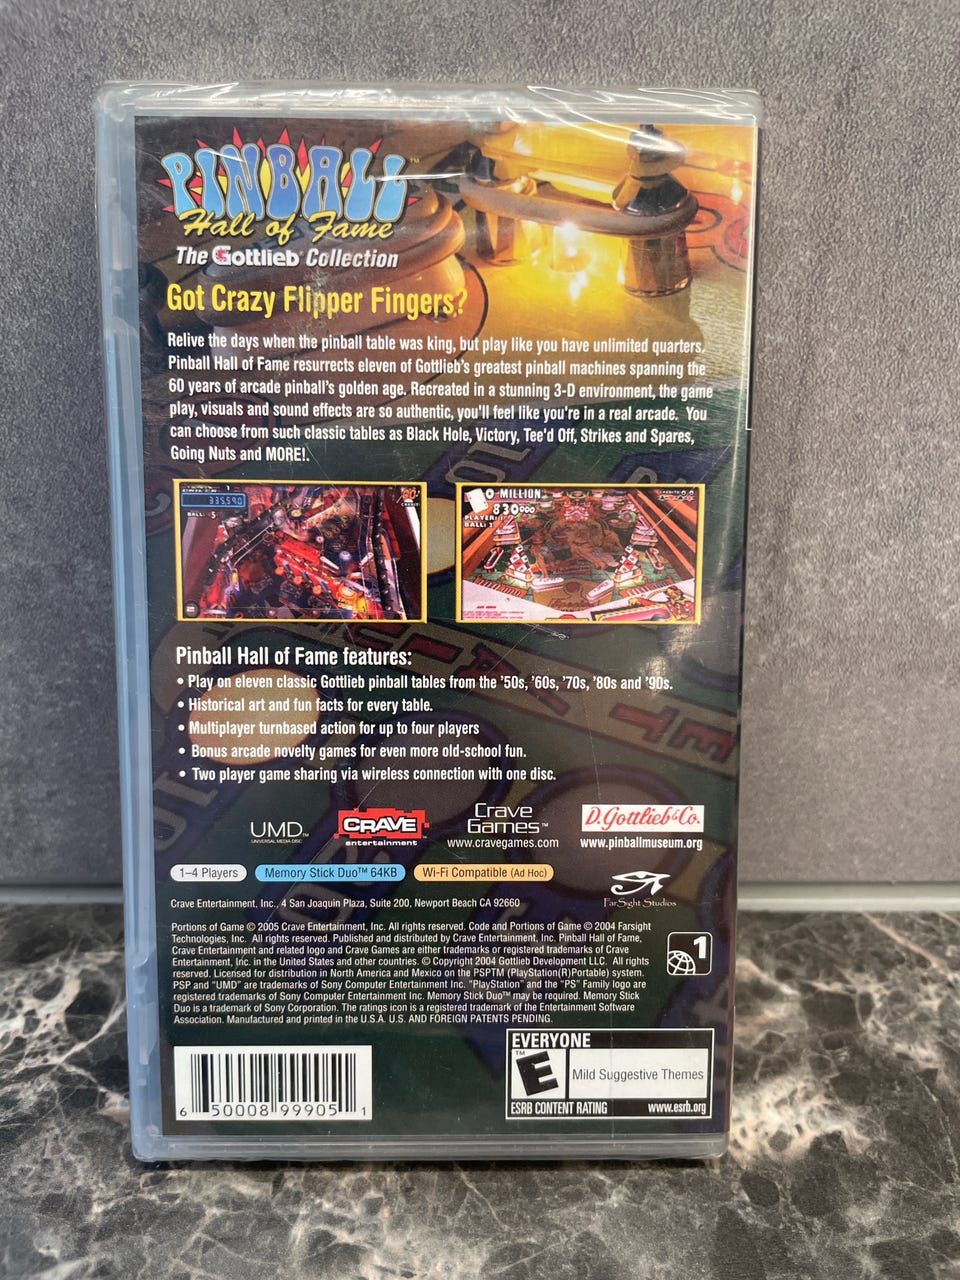 PINBALL™
Hall of Fame
The Gottlieb® Collection
Got Crazy Flipper Fingers?
Relive the days when the pinball table was king, but play like you have unlimited quarters.
Pinball Hall of Fame resurrects eleven of Gottlieb's greatest pinball machines spanning the
60 years of arcade pinball's golden age. Recreated in a stunning 3-D environment, the game
play, visuals and sound effects are so authentic, you'll feel like you're in a real arcade. You
can choose from such classic tables as Black Hole, Victory, Tee'd Off, Strikes and Spares,
Going Nuts and MORE!.
335590
BALL: 5
0 MILLION
830000
PLAYER:
BALL:
Pinball Hall of Fame features:
• Play on eleven classic Gottlieb pinball tables from the '50s, '60s, '70s, '80s and '90s.
• Historical art and fun facts for every table.
• Multiplayer turnbased action for up to four players
• Bonus arcade novelty games for even more old-school fun.
• Two player game sharing via wireless connection with one disc.
UMD™
UNIVERSAL MEDIA DISC
CRAVE
entertainment™
Crave
Games™
www.cravegames.com
D. Gottlieb & Co.
www.pinballmuseum.org
1–4 Players
Memory Stick Duo™ 64KB
Wi-Fi Compatible (Ad Hoc)
FarSight Studios
Crave Entertainment, Inc., 4 San Joaquin Plaza, Suite 200, Newport Beach CA 92660
Portions of Game © 2005 Crave Entertainment, Inc. All rights reserved. Code and Portions of Game © 2004 Farsight
Technologies, Inc. All rights reserved. Published and distributed by Crave Entertainment, Inc. Pinball Hall of Fame,
Crave Entertainment and related logo and Crave Games are either trademarks or registered trademarks of Crave
Entertainment, Inc. in the United States and other countries. © Copyright 2004 Gottlieb Development LLC. All rights
reserved. Licensed for distribution in North America and Mexico on the PSPTM (PlayStation(R)Portable) system.
PSP and "UMD" are trademarks of Sony Computer Entertainment Inc. "PlayStation" and the "PS" Family logo are
registered trademarks of Sony Computer Entertainment Inc. Memory Stick Duo™ may be required. Memory Stick
Duo is a trademark of Sony Corporation. The ratings icon is a registered trademark of the Entertainment Software
Association. Manufactured and printed in the U.S.A. U.S. AND FOREIGN PATENTS PENDING.
1
6 50008 99905 1
EVERYONE
E™
Mild Suggestive Themes
ESRB CONTENT RATING www.esrb.org